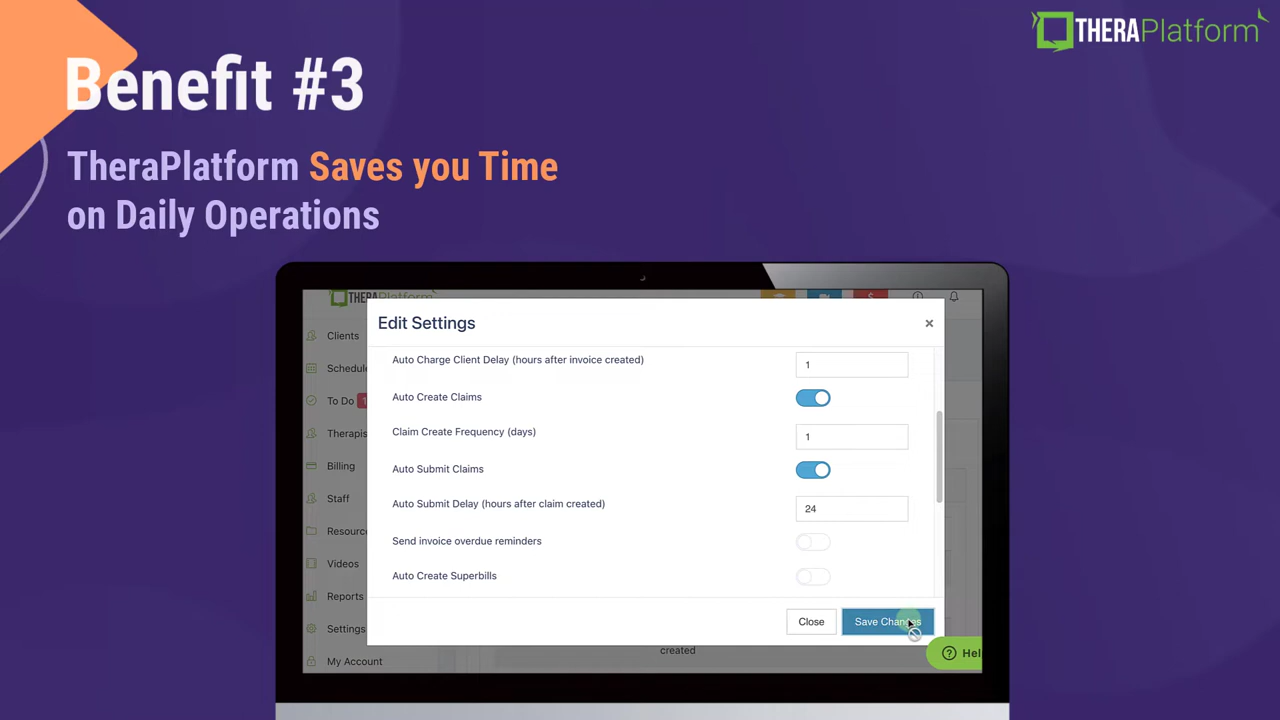 THERAPlatform
Benefit #3
TheraPlatform Saves you Time
on Daily Operations
Edit Settings
×
Clients
To Do
Billing
Staff
Videos
Reports
Settings
My Account
Auto Charge Client Delay (hours after invoice created)
1
Auto Create Claims
Claim Create Frequency (days)
1
Auto Submit Claims
Auto Submit Delay (hours after claim created)
24
Send invoice overdue reminders
Auto Create Superbills
Close
Save Changes
created